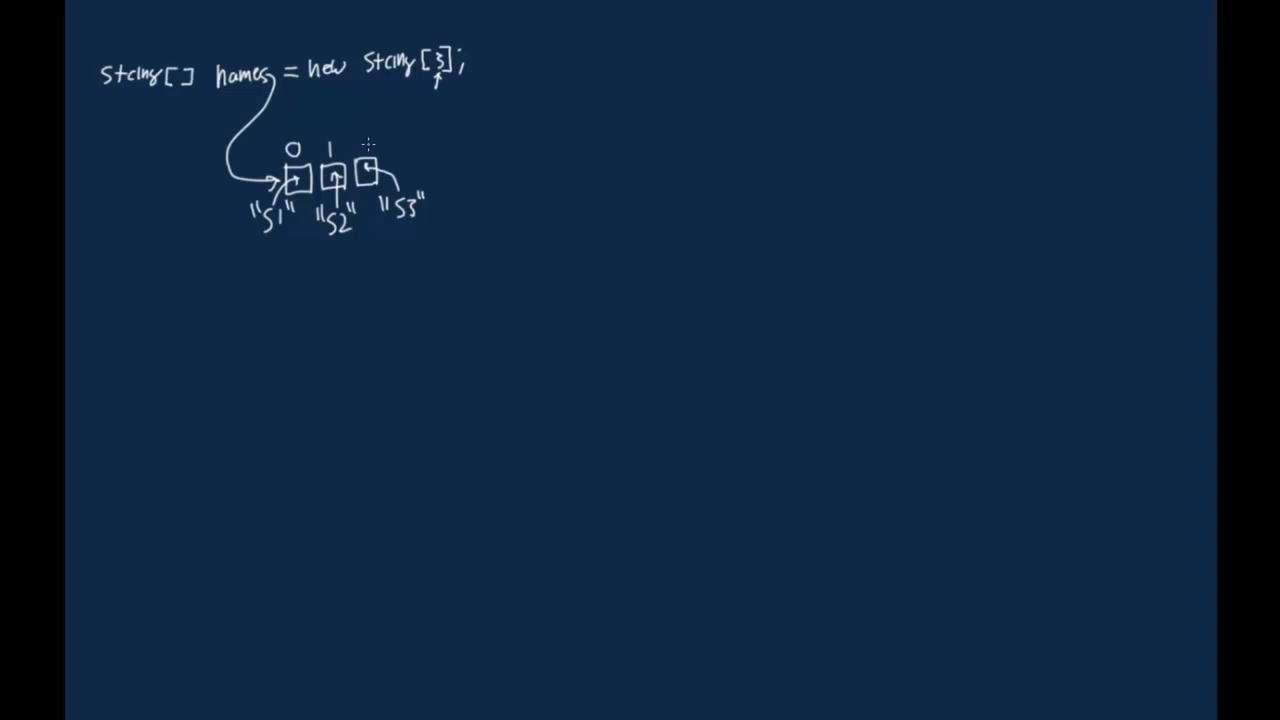 String[] names = new String[3];
0 1
"S1" "S2" "S3"